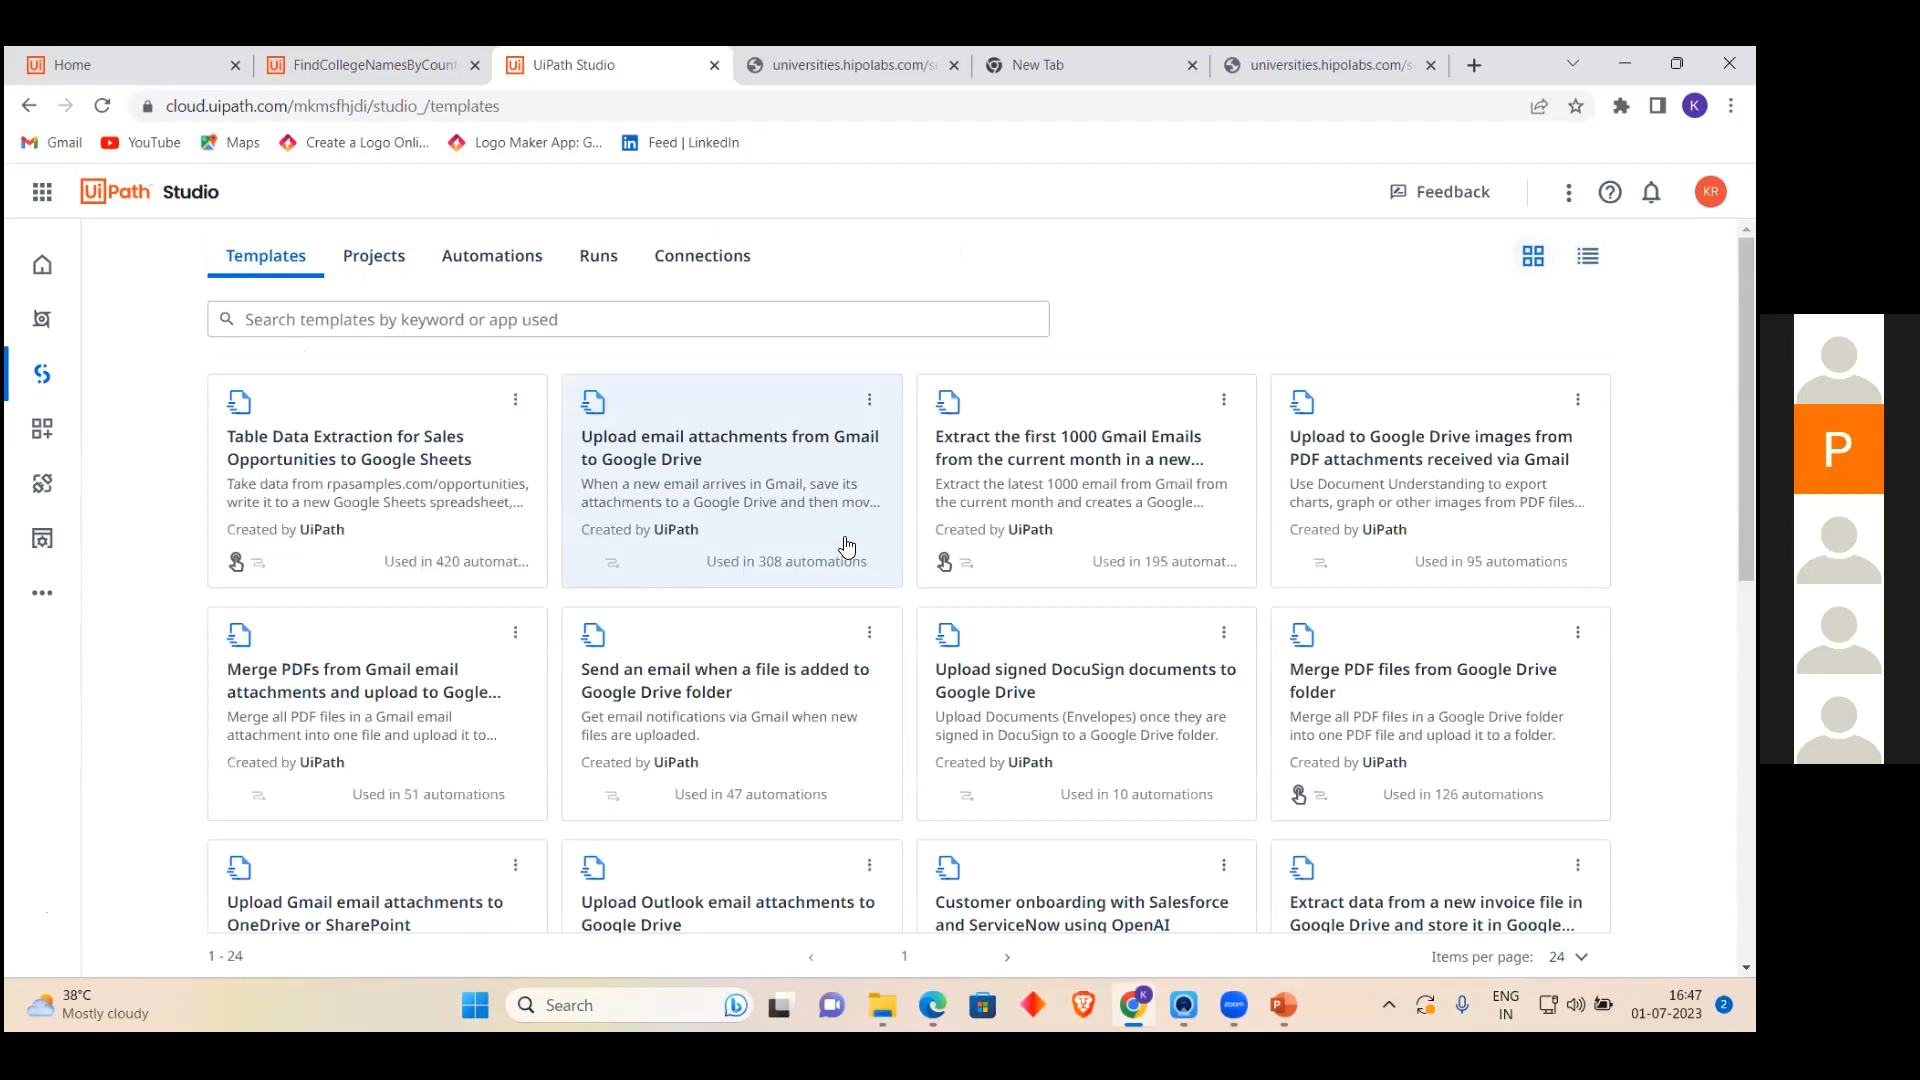 Home
FindCollegeNamesByCount
UiPath Studio
universities.hipolabs.com/s
New Tab
universities.hipolabs.com/s
cloud.uipath.com/mkmsfhjdi/studio_/templates
K
Gmail
YouTube
Maps
Create a Logo Onli...
Logo Maker App: G...
Feed | LinkedIn
UiPath Studio
Feedback
KR
Templates
Projects
Automations
Runs
Connections
Search templates by keyword or app used
Table Data Extraction for Sales
Opportunities to Google Sheets
Take data from rpasamples.com/opportunities,
write it to a new Google Sheets spreadsheet,...
Created by UiPath
Used in 420 automat...
Upload email attachments from Gmail
to Google Drive
When a new email arrives in Gmail, save its
attachments to a Google Drive and then mov...
Created by UiPath
Used in 308 automations
Extract the first 1000 Gmail Emails
from the current month in a new...
Extract the latest 1000 email from Gmail from
the current month and creates a Google...
Created by UiPath
Used in 195 automat...
Upload to Google Drive images from
PDF attachments received via Gmail
Use Document Understanding to export
charts, graph or other images from PDF files...
Created by UiPath
Used in 95 automations
Merge PDFs from Gmail email
attachments and upload to Gogle...
Merge all PDF files in a Gmail email
attachment into one file and upload it to...
Created by UiPath
Used in 51 automations
Send an email when a file is added to
Google Drive folder
Get email notifications via Gmail when new
files are uploaded.
Created by UiPath
Used in 47 automations
Upload signed DocuSign documents to
Google Drive
Upload Documents (Envelopes) once they are
signed in DocuSign to a Google Drive folder.
Created by UiPath
Used in 10 automations
Merge PDF files from Google Drive
folder
Merge all PDF files in a Google Drive folder
into one PDF file and upload it to a folder.
Created by UiPath
Used in 126 automations
Upload Gmail email attachments to
OneDrive or SharePoint
Upload Outlook email attachments to
Google Drive
Customer onboarding with Salesforce
and ServiceNow using OpenAI
Extract data from a new invoice file in
Google Drive and store it in Google...
1 - 24
1
Items per page: 24
38°C
Mostly cloudy
Search
K
zoom
ENG
IN
16:47
01-07-2023
2
P